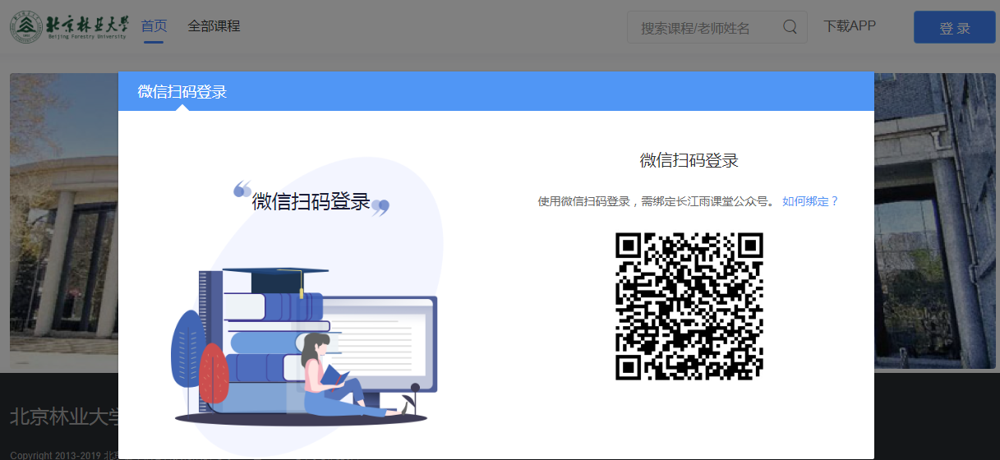 北京林业大学
Beijing Forestry University
首页
全部课程
搜索课程/老师姓名
下载APP
登录
微信扫码登录
微信扫码登录
微信扫码登录
使用微信扫码登录，需绑定长江雨课堂公众号。 如何绑定？
北京林业大学
Copyright 2013-2019 北